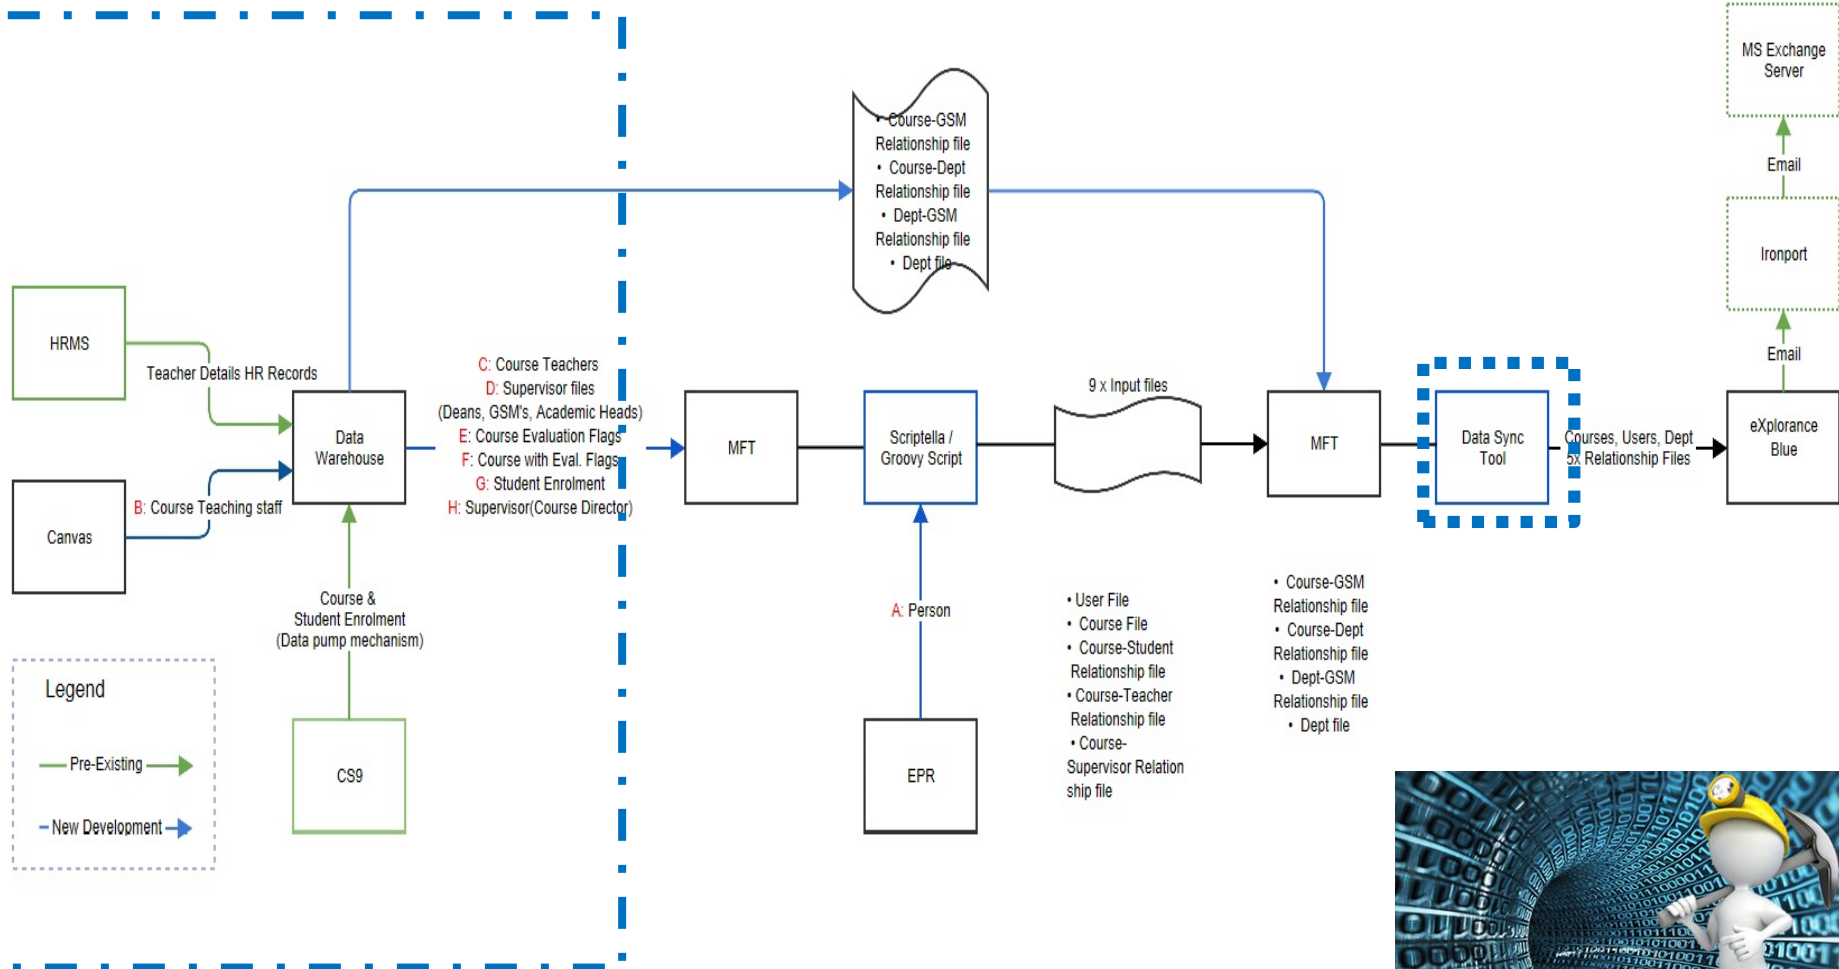 MS Exchange
Server
Email
Ironport
Email
• Course-GSM
Relationship file
• Course-Dept
Relationship file
• Dept-GSM
Relationship file
• Dept file
HRMS
Teacher Details HR Records
Canvas
B: Course Teaching staff
Data
Warehouse
C: Course Teachers
D: Supervisor files
(Deans, GSM's, Academic Heads)
E: Course Evaluation Flags
F: Course with Eval. Flags
G: Student Enrolment
H: Supervisor(Course Director)
MFT
Scriptella /
Groovy Script
9 x Input files
MFT
Data Sync
Tool
Courses, Users, Dept
5x Relationship Files
eXplorance
Blue
Course &
Student Enrolment
(Data pump mechanism)
CS9
A: Person
EPR
• User File
• Course File
• Course-Student
Relationship file
• Course-Teacher
Relationship file
• Course-
Supervisor Relation
ship file
• Course-GSM
Relationship file
• Course-Dept
Relationship file
• Dept-GSM
Relationship file
• Dept file
Legend
Pre-Existing
New Development